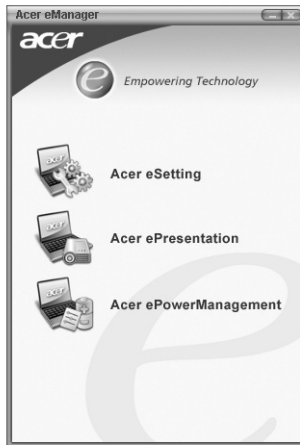 Acer eManager
acer
e Empowering Technology
Acer eSetting
Acer ePresentation
Acer ePowerManagement